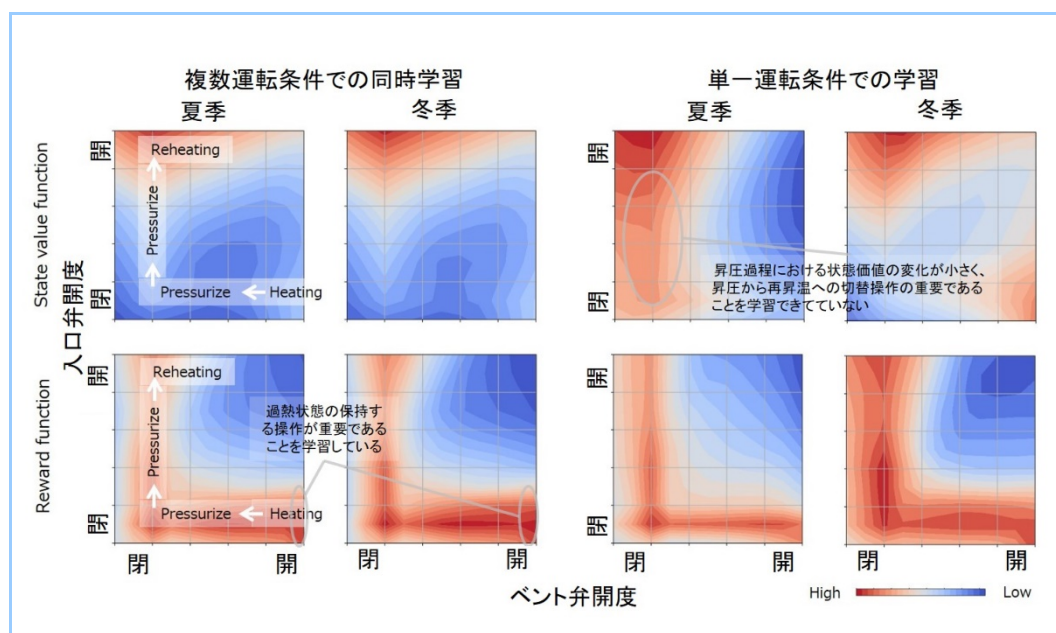 複数運転条件での同時学習
単一運転条件での学習
夏季
冬季
夏季
冬季
State value function
入口弁開度
開
閉
Reheating
Pressurize
Pressurize
Heating
開
閉
昇圧過程における状態価値の変化が小さく、
昇圧から再昇温への切替操作の重要である
ことを学習できてていない
Reward function
開
閉
Reheating
Pressurize
Pressurize
Heating
過熱状態の保持す
る操作が重要である
ことを学習している
開
閉
閉
開
閉
開
閉
開
閉
開
ベント弁開度
High
Low